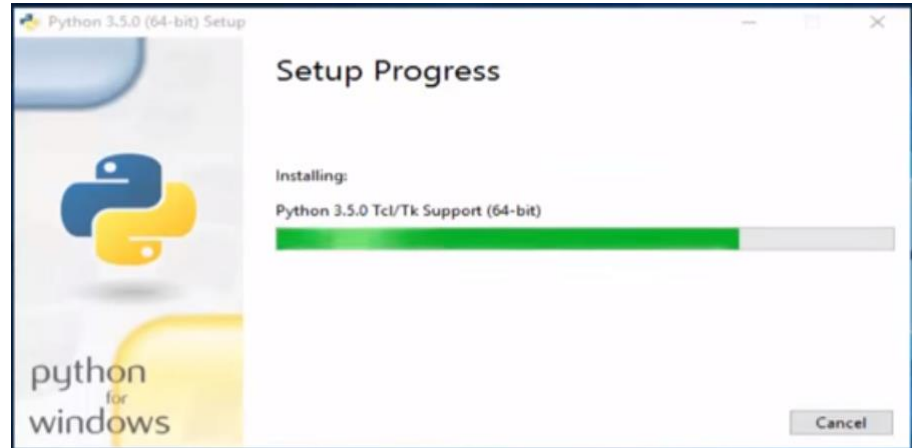 Python 3.5.0 (64-bit) Setup
Setup Progress
Installing:
Python 3.5.0 Tcl/Tk Support (64-bit)
python
for
windows
Cancel